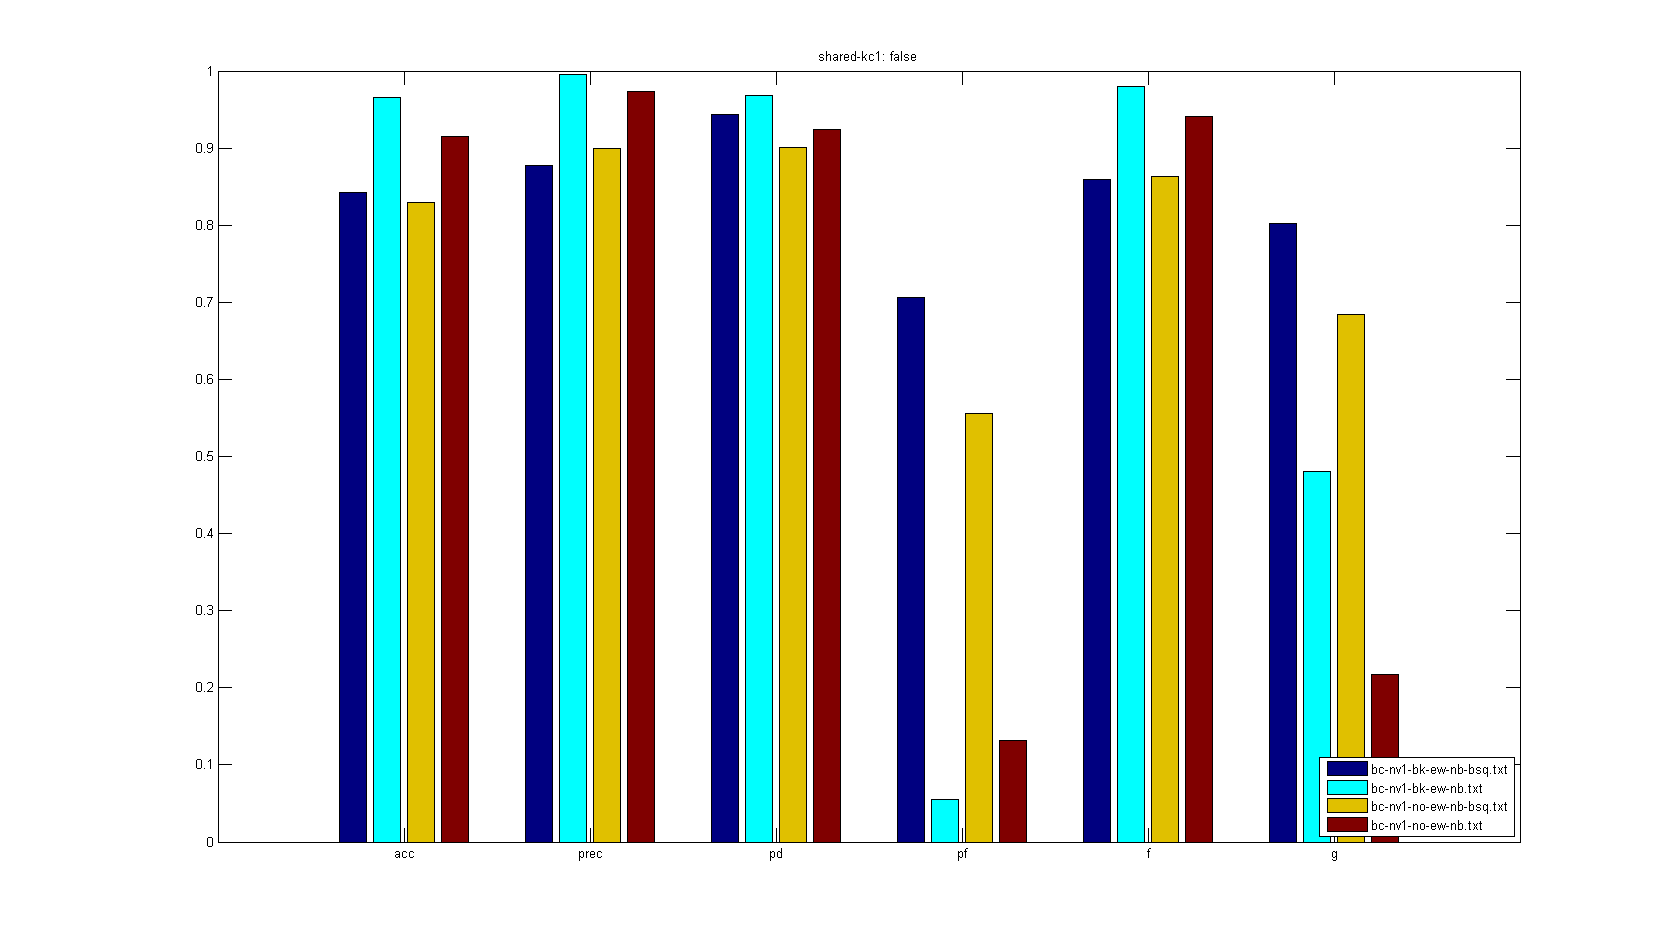 shared-kc1: false
1
0.9
0.8
0.7
0.6
0.5
0.4
0.3
0.2
0.1
0
acc prec pd pf f g
bc-nv1-bk-ew-nb-bsq.txt
bc-nv1-bk-ew-nb.txt
bc-nv1-no-ew-nb-bsq.txt
bc-nv1-no-ew-nb.txt